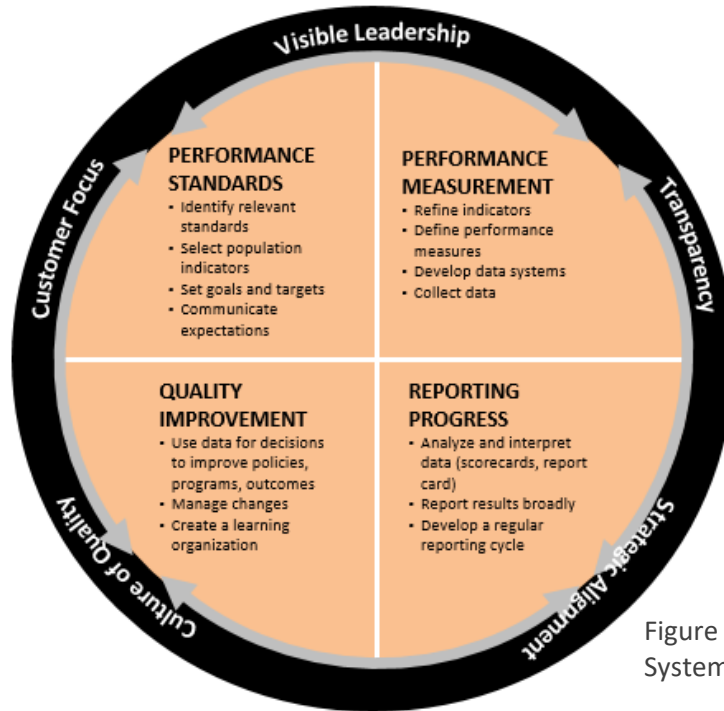 Visible Leadership
Customer Focus
Transparency
PERFORMANCE
STANDARDS
▪ Identify relevant
standards
▪ Select population
indicators
▪ Set goals and targets
▪ Communicate
expectations
PERFORMANCE
MEASUREMENT
▪ Refine indicators
▪ Define performance
measures
▪ Develop data systems
▪ Collect data
QUALITY
IMPROVEMENT
▪ Use data for decisions
to improve policies,
programs, outcomes
▪ Manage changes
▪ Create a learning
organization
REPORTING
PROGRESS
▪ Analyze and interpret
data (scorecards, report
card)
▪ Report results broadly
▪ Develop a regular
reporting cycle
Culture of Quality
Strategic Alignment
Figure
System